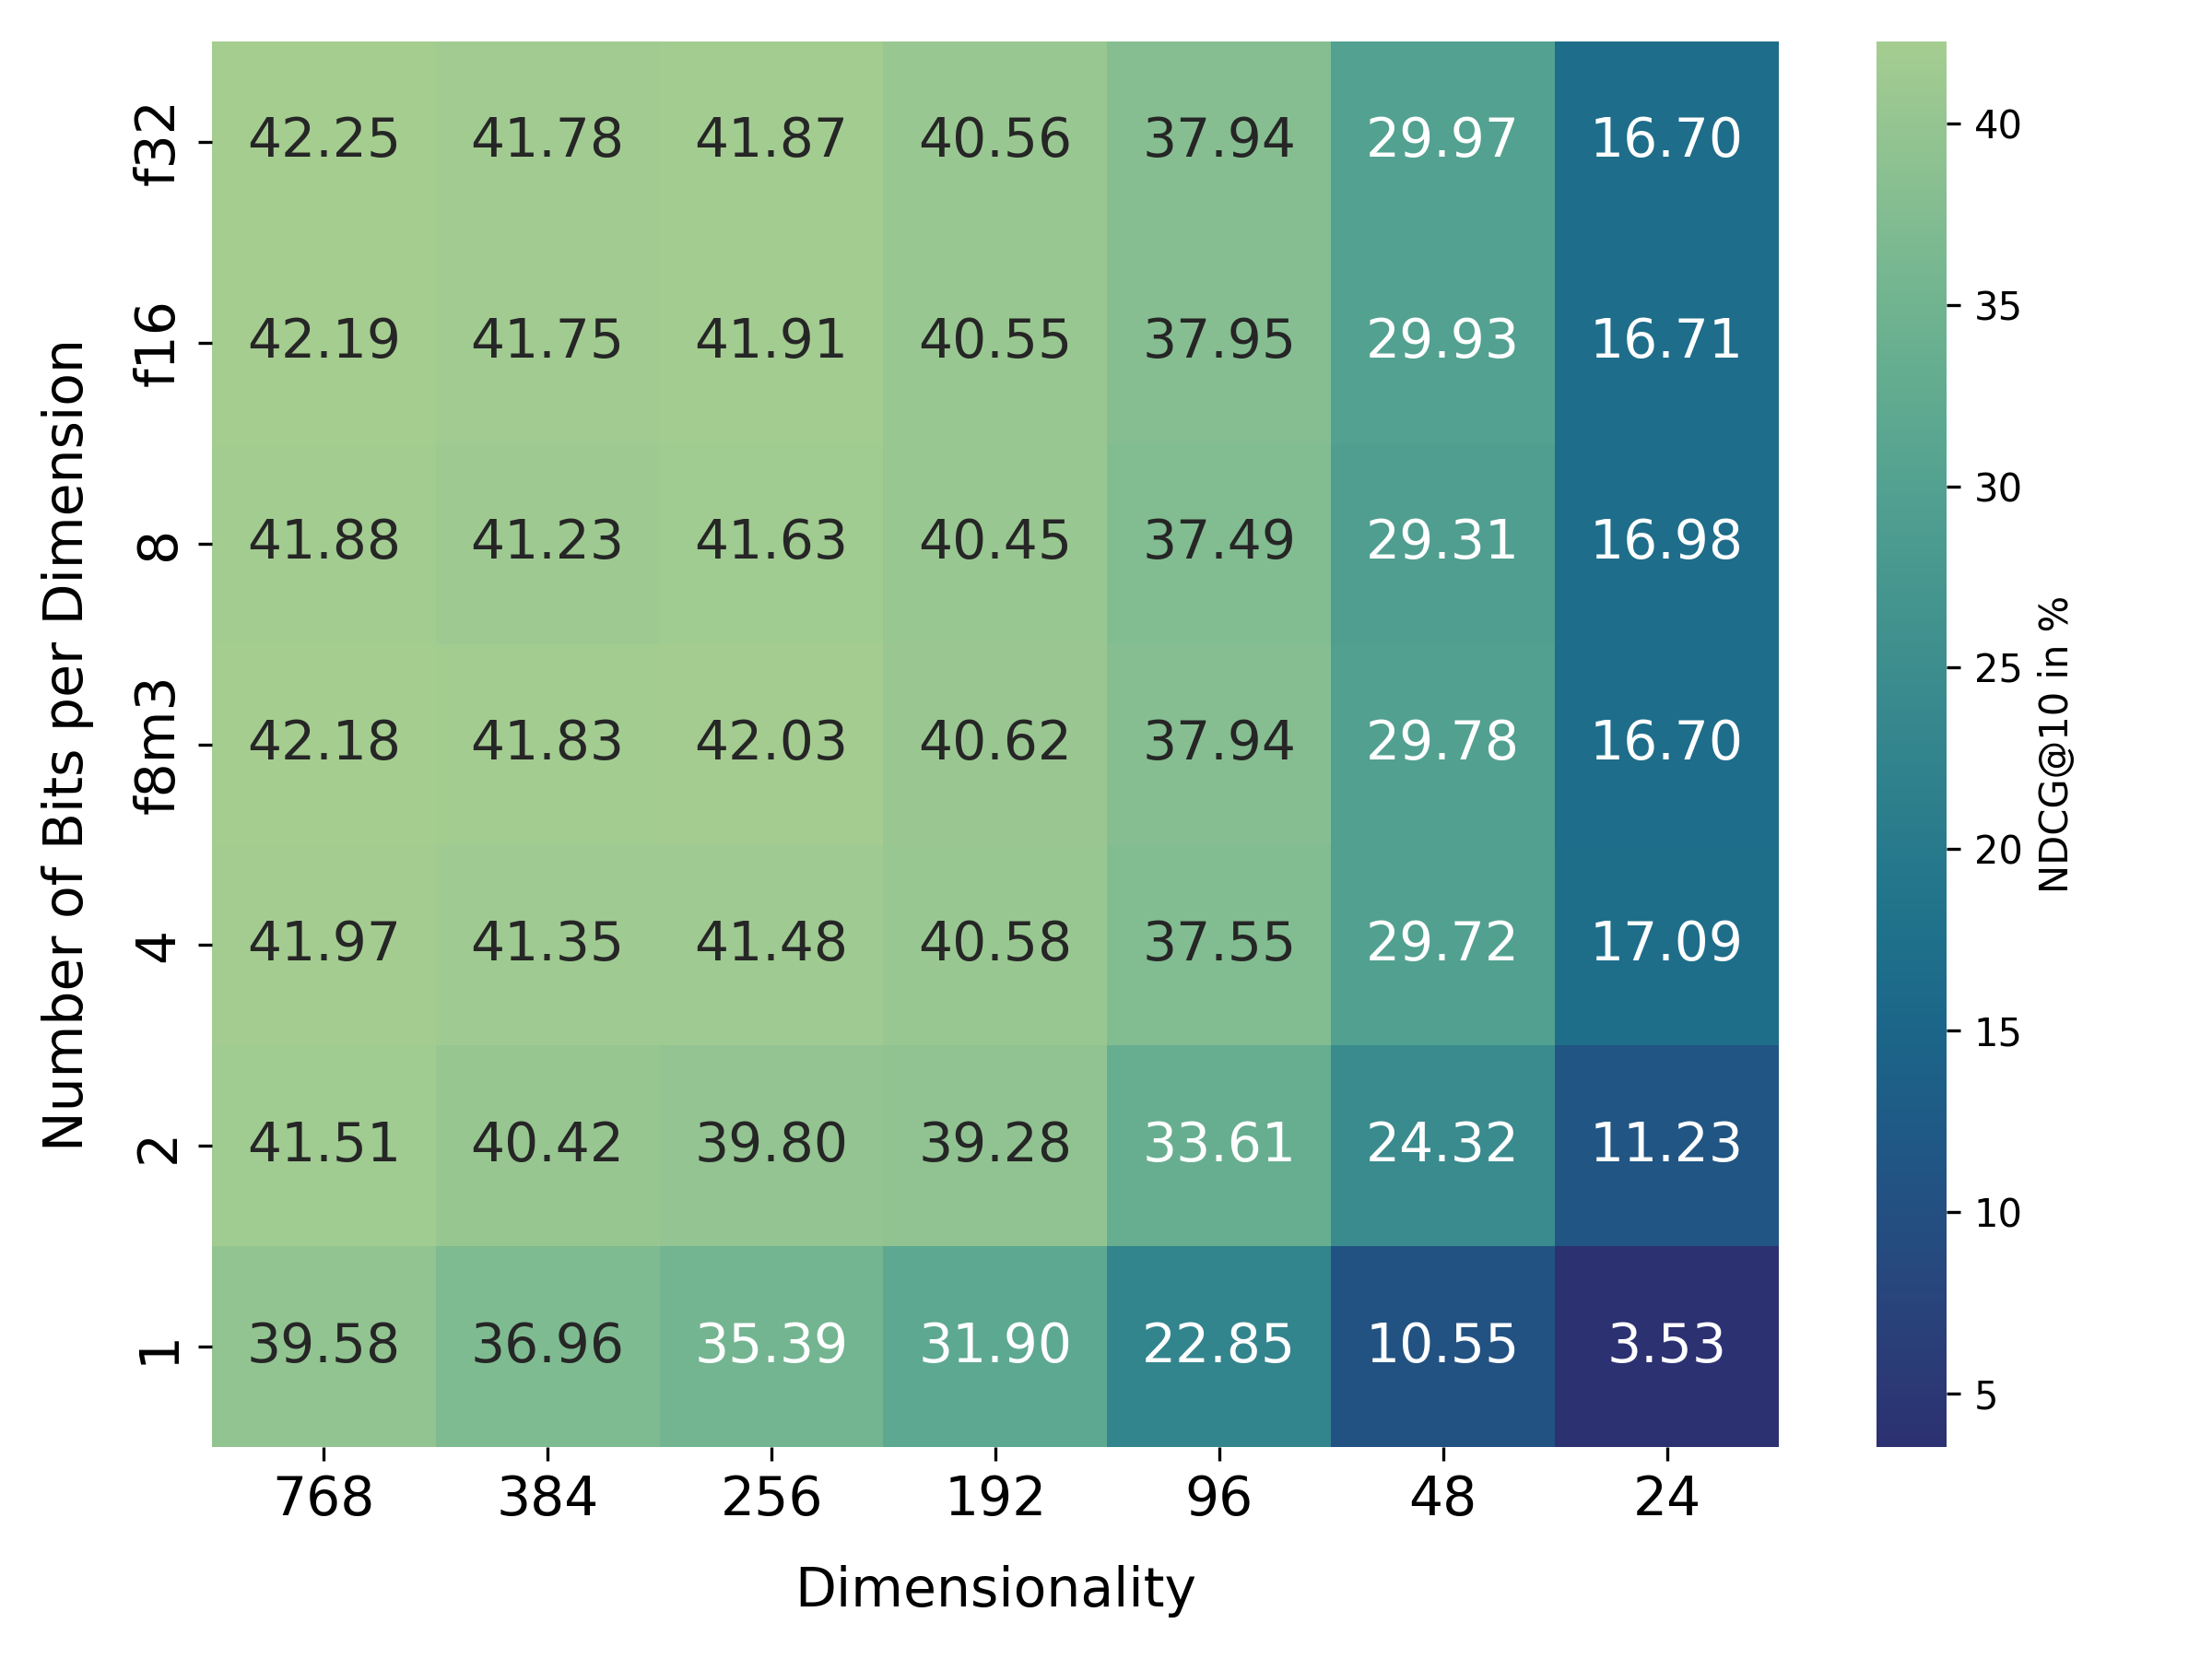 Number of Bits per Dimension
f32 42.25 41.78 41.87 40.56 37.94 29.97 16.70
f16 42.19 41.75 41.91 40.55 37.95 29.93 16.71
8 41.88 41.23 41.63 40.45 37.49 29.31 16.98
f8m3 42.18 41.83 42.03 40.62 37.94 29.78 16.70
4 41.97 41.35 41.48 40.58 37.55 29.72 17.09
2 41.51 40.42 39.80 39.28 33.61 24.32 11.23
1 39.58 36.96 35.39 31.90 22.85 10.55 3.53
768 384 256 192 96 48 24
Dimensionality
40
35
30
25
20
15
10
5
NDCG@10 in %